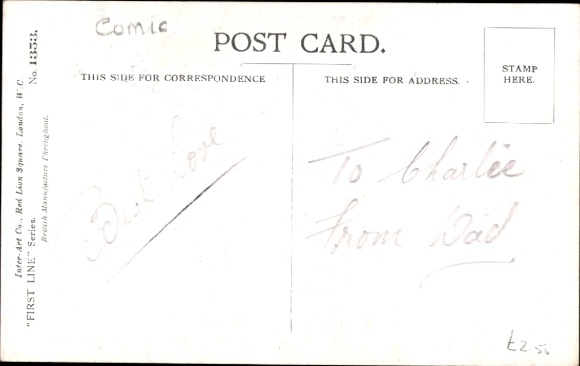 Comic
POST CARD.
THIS SIDE FOR CORRESPONDENCE
THIS SIDE FOR ADDRESS.
STAMP
HERE.
Inter-Art Co., Red Lion Square, London, W.C.
"FIRST LINE" Series.
No. 1353.
British Manufacture Throughout.
Best Love
To Charlie
From Dad
£2.50